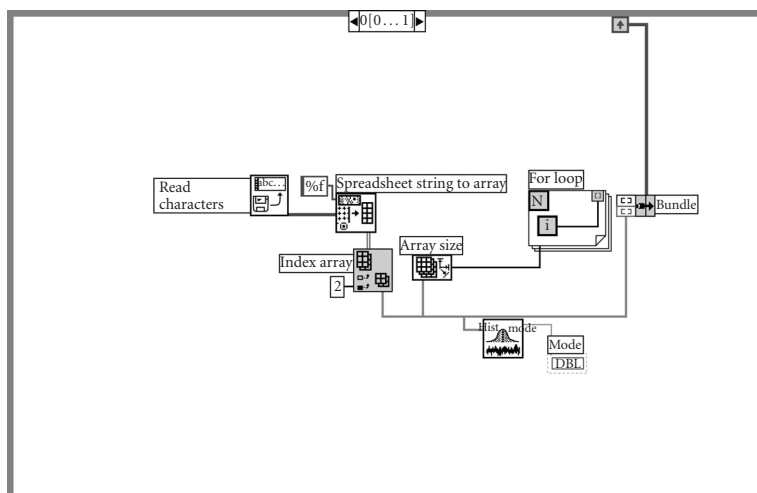 0[0… 1]
For loop
abc…
Read
characters
%f
Spreadsheet string to array
N
i
Bundle
Array size
Index array
2
Hist mode
Mode
DBL